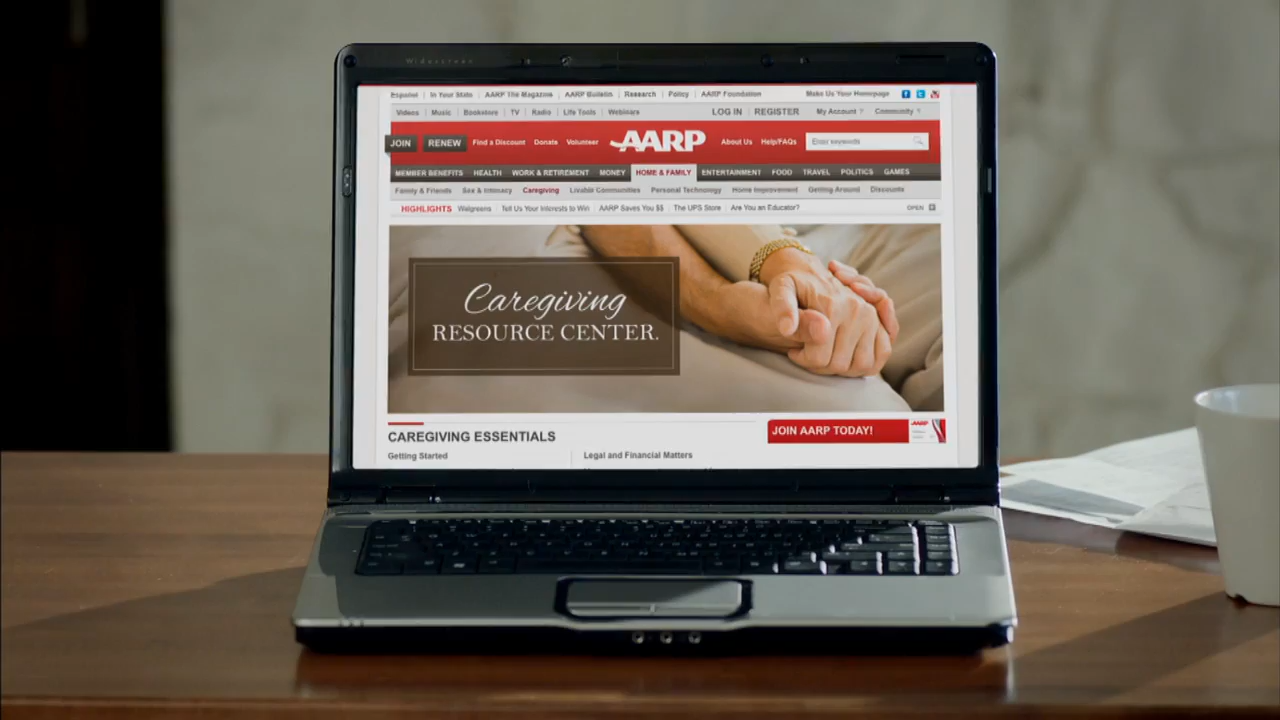 Widescreen
Español | In Your State | AARP The Magazine | AARP Bulletin | Research | Policy | AARP Foundation Make Us Your Homepage
Videos | Music | Bookstore | TV | Radio | Life Tools | Webinars LOG IN | REGISTER My Account ? Community ?
JOIN RENEW Find a Discount Donate Volunteer AARP About Us Help/FAQs Enter keywords
MEMBER BENEFITS HEALTH WORK & RETIREMENT MONEY HOME & FAMILY ENTERTAINMENT FOOD TRAVEL POLITICS GAMES
Family & Friends Sex & Intimacy Caregiving Livable Communities Personal Technology Home Improvement Getting Around Discounts
HIGHLIGHTS Walgreens | Tell Us Your Interests to Win | AARP Saves You $$ | The UPS Store | Are You an Educator? OPEN
Caregiving
RESOURCE CENTER.
JOIN AARP TODAY! AARP
CAREGIVING ESSENTIALS
Getting Started Legal and Financial Matters